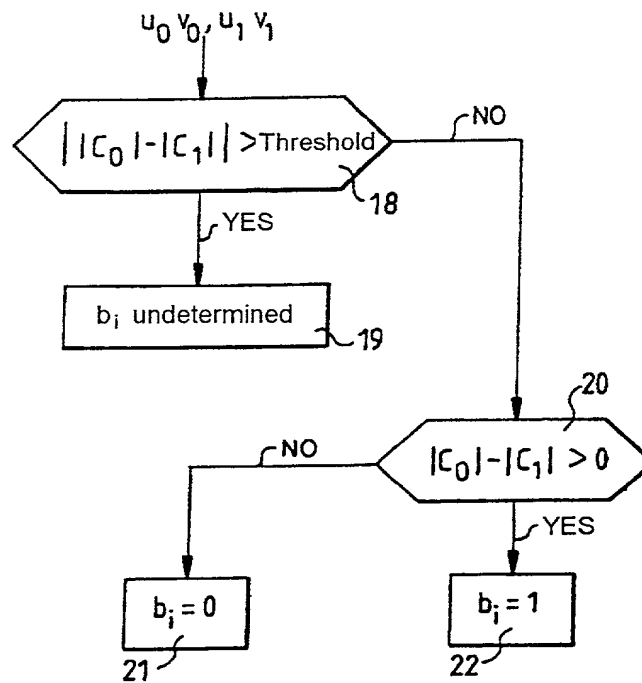 u₀ v₀, u₁ v₁
||C₀|-|C₁|| > Threshold
NO
18
YES
bᵢ undetermined
19
20
|C₀|-|C₁| > 0
NO
YES
bᵢ = 0
21
bᵢ = 1
22